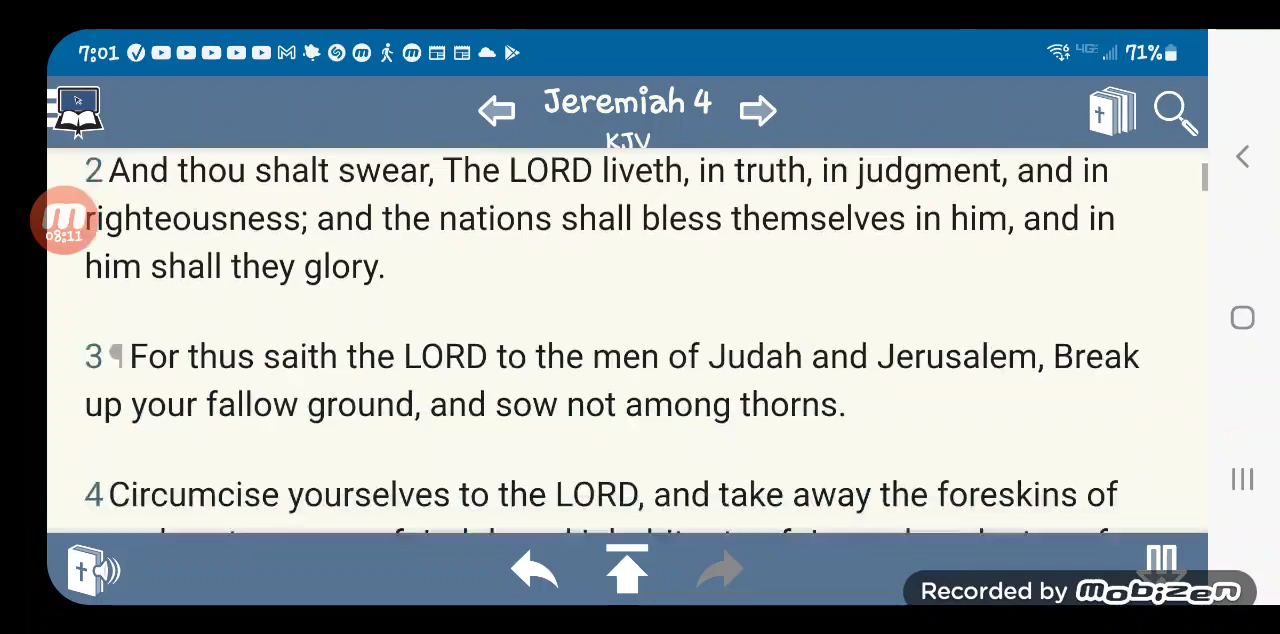 7:01 4GE 71%
Jeremiah 4
KJV
2 And thou shalt swear, The LORD liveth, in truth, in judgment, and in
righteousness; and the nations shall bless themselves in him, and in
him shall they glory.
08:11
3 ¶ For thus saith the LORD to the men of Judah and Jerusalem, Break
up your fallow ground, and sow not among thorns.
4 Circumcise yourselves to the LORD, and take away the foreskins of
Recorded by mobizen